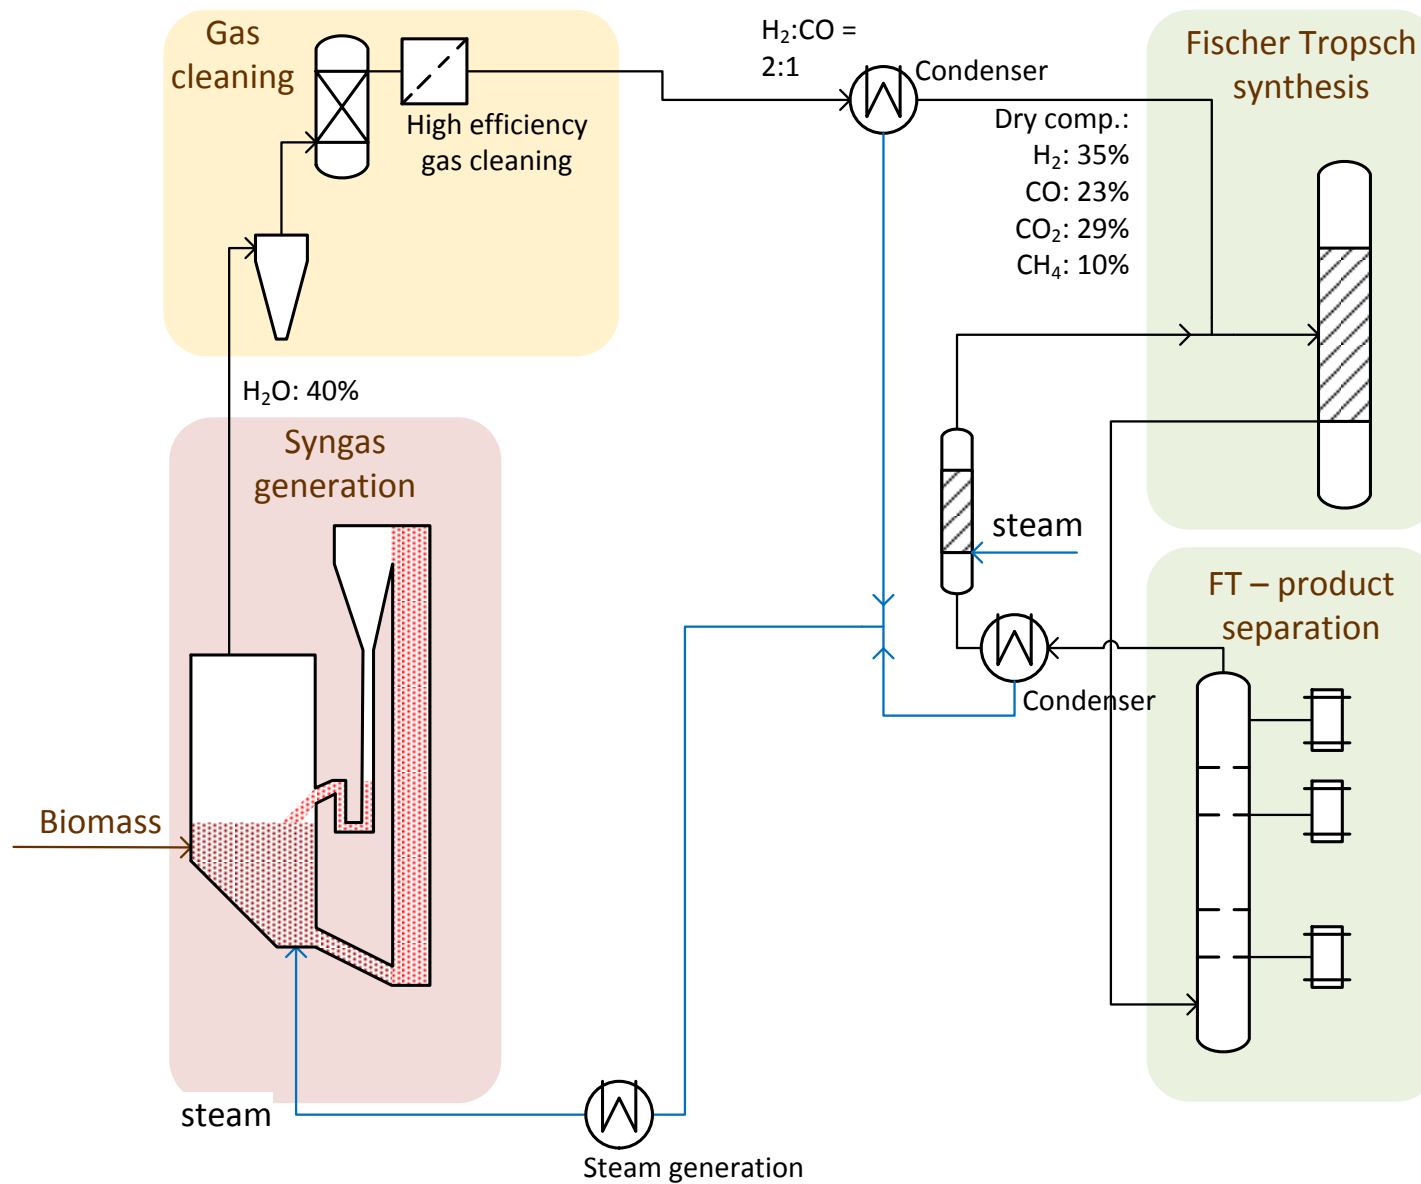 Gas
cleaning
High efficiency
gas cleaning
H₂:CO =
2:1
Condenser
Dry comp.:
H₂: 35%
CO: 23%
CO₂: 29%
CH₄: 10%
Fischer Tropsch
synthesis
H₂O: 40%
Syngas
generation
steam
FT – product
separation
Condenser
Biomass
steam
Steam generation